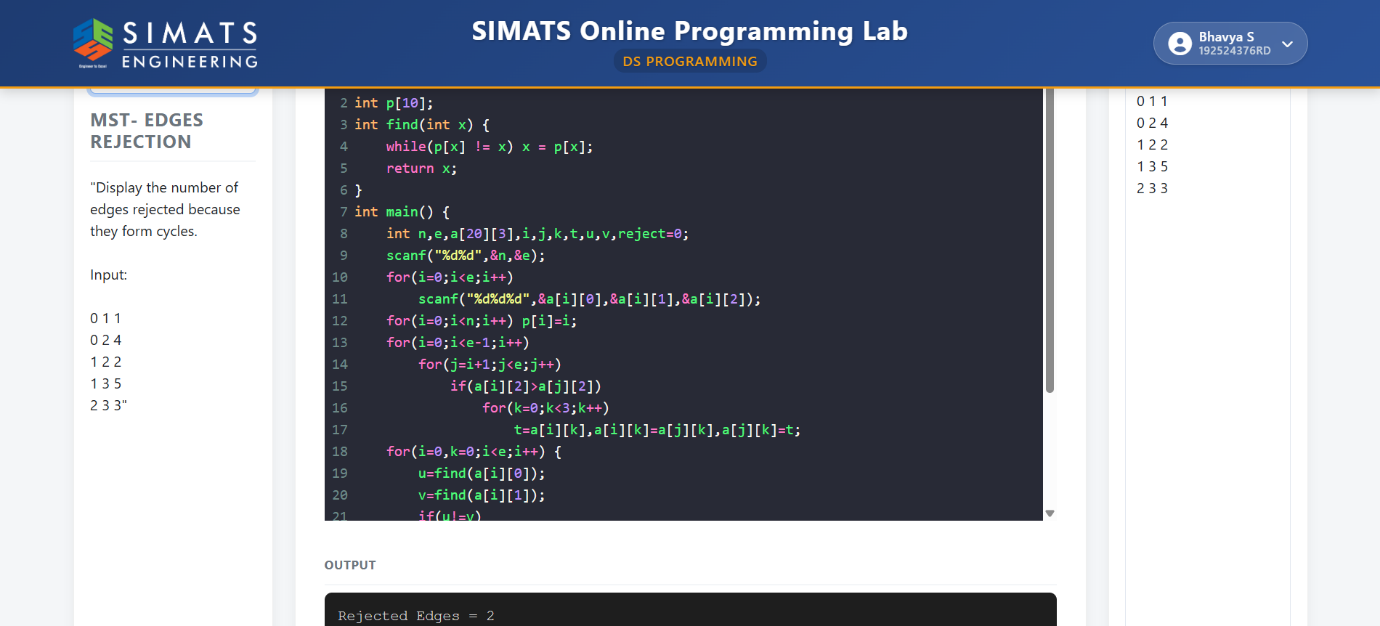 SIMATS
ENGINEERING
SIMATS Online Programming Lab
DS PROGRAMMING
Bhavya S
192524376RD
MST- EDGES
REJECTION
"Display the number of
edges rejected because
they form cycles.
Input:
0 1 1
0 2 4
1 2 2
1 3 5
2 3 3"
2 int p[10];
3 int find(int x) {
4     while(p[x] != x) x = p[x];
5     return x;
6 }
7 int main() {
8     int n,e,a[20][3],i,j,k,t,u,v,reject=0;
9     scanf("%d%d",&n,&e);
10     for(i=0;i<e;i++)
11         scanf("%d%d%d",&a[i][0],&a[i][1],&a[i][2]);
12     for(i=0;i<n;i++) p[i]=i;
13     for(i=0;i<e-1;i++)
14         for(j=i+1;j<e;j++)
15             if(a[i][2]>a[j][2])
16                 for(k=0;k<3;k++)
17                     t=a[i][k],a[i][k]=a[j][k],a[j][k]=t;
18     for(i=0,k=0;i<e;i++) {
19         u=find(a[i][0]);
20         v=find(a[i][1]);
21         if(u!=v)
OUTPUT
Rejected Edges = 2
0 1 1
0 2 4
1 2 2
1 3 5
2 3 3